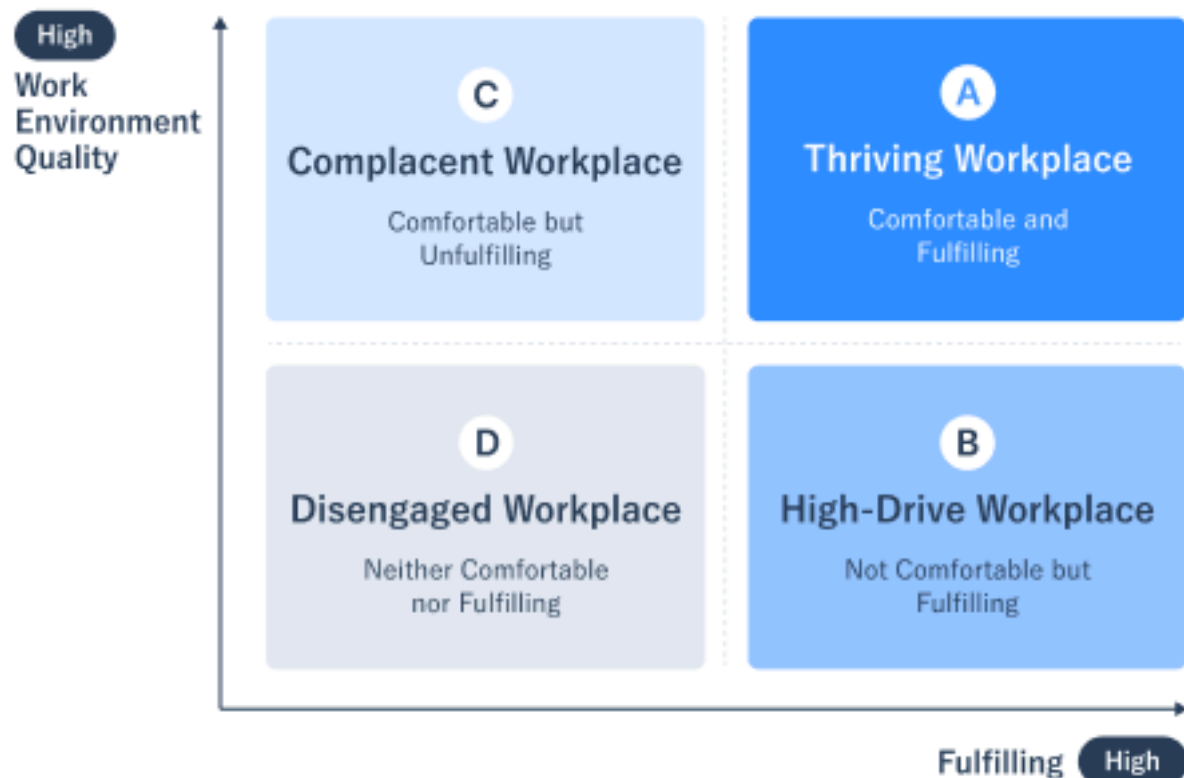 High
Work
Environment
Quality
C
Complacent Workplace
Comfortable but
Unfulfilling
A
Thriving Workplace
Comfortable and
Fulfilling
D
Disengaged Workplace
Neither Comfortable
nor Fulfilling
B
High-Drive Workplace
Not Comfortable but
Fulfilling
Fulfilling High